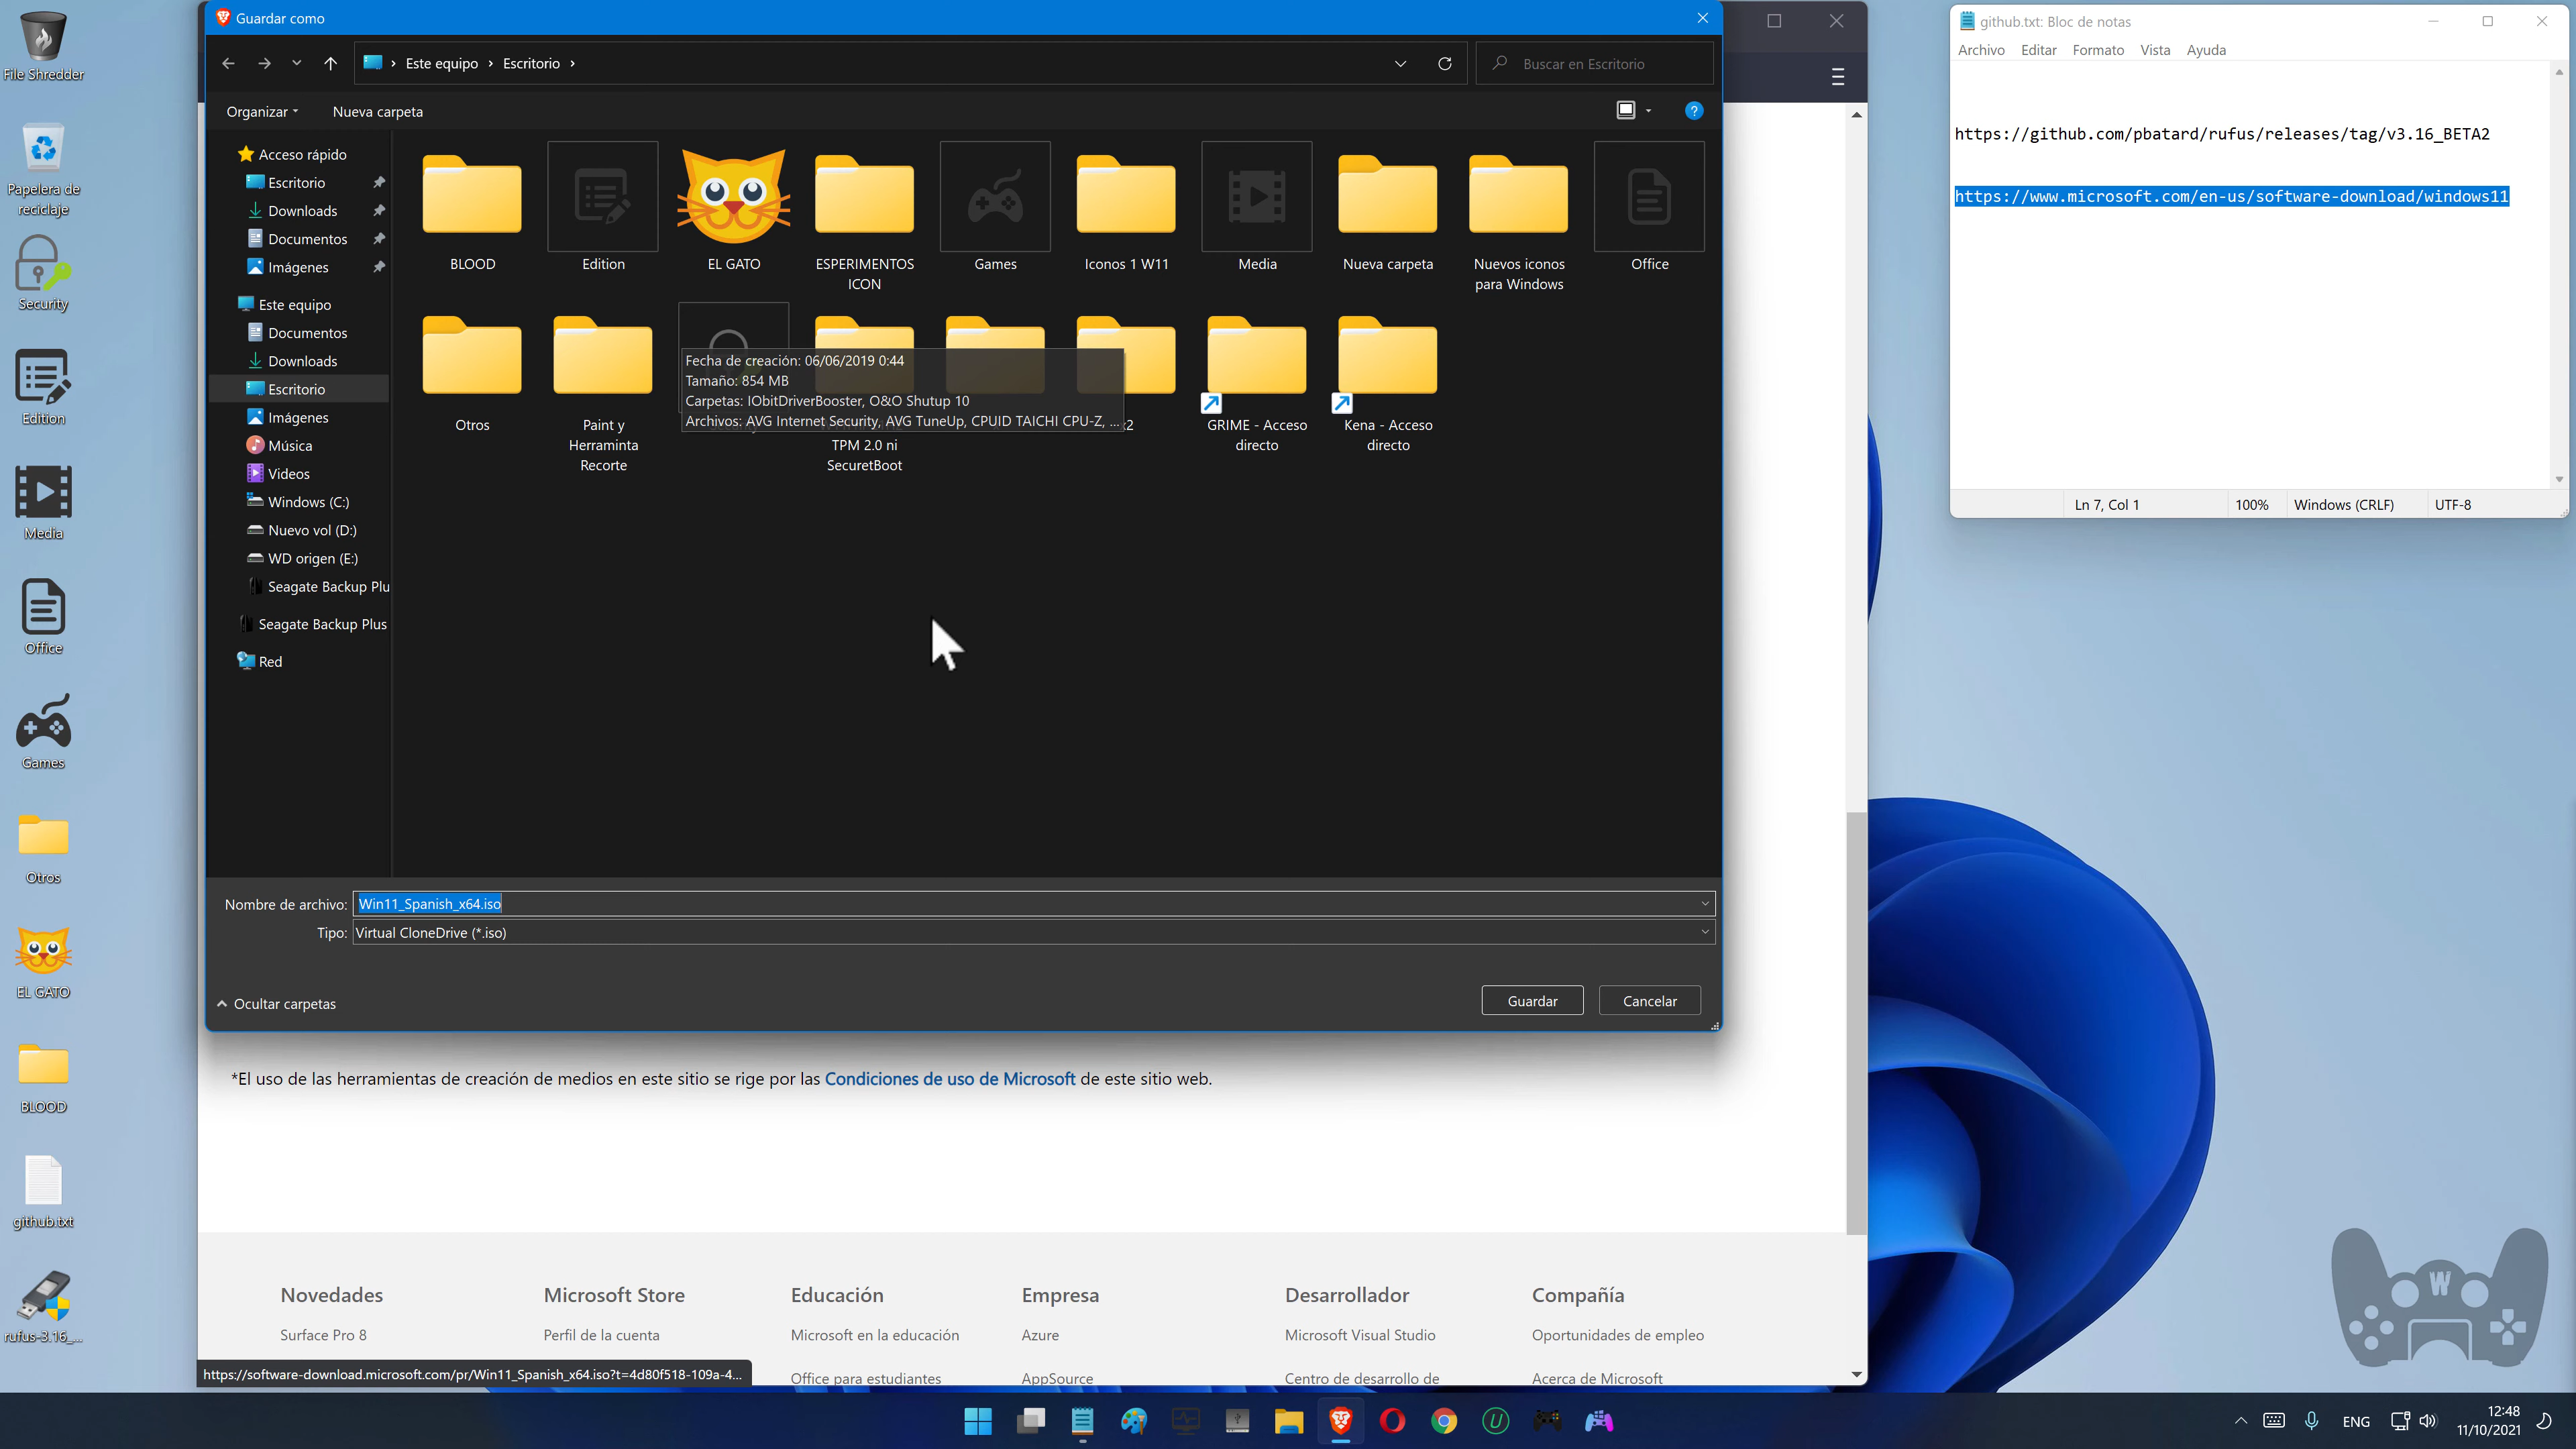 File Shredder
Papelera de
reciclaje
Security
Edition
Media
Office
Games
Otros
EL GATO
BLOOD
github.txt
rufus-3.16_...
Guardar como
Este equipo
Escritorio
Buscar en Escritorio
Organizar
Nueva carpeta
Acceso rápido
Escritorio
Downloads
Documentos
Imágenes
Este equipo
Documentos
Downloads
Escritorio
Imágenes
Música
Videos
Windows (C:)
Nuevo vol (D:)
WD origen (E:)
Seagate Backup Plu
Seagate Backup Plus
Red
BLOOD
Edition
EL GATO
ESPERIMENTOS
ICON
Games
Iconos 1 W11
Media
Nueva carpeta
Nuevos iconos
para Windows
Office
Otros
Paint y
Herraminta
Recorte
Fecha de creación: 06/06/2019 0:44
Tamaño: 854 MB
Carpetas: IObitDriverBooster, O&O Shutup 10
Archivos: AVG Internet Security, AVG TuneUp, CPUID TAICHI CPU-Z, ...
TPM 2.0 ni
SecuretBoot
GRIME - Acceso
directo
Kena - Acceso
directo
Nombre de archivo: Win11_Spanish_x64.iso
Tipo: Virtual CloneDrive (*.iso)
Ocultar carpetas
Guardar
Cancelar
*El uso de las herramientas de creación de medios en este sitio se rige por las Condiciones de uso de Microsoft de este sitio web.
Novedades
Surface Pro 8
Microsoft Store
Perfil de la cuenta
Educación
Microsoft en la educación
Office para estudiantes
Empresa
Azure
AppSource
Desarrollador
Microsoft Visual Studio
Centro de desarrollo de
Compañía
Oportunidades de empleo
Acerca de Microsoft
https://software-download.microsoft.com/pr/Win11_Spanish_x64.iso?t=4d80f518-109a-4...
github.txt: Bloc de notas
Archivo Editar Formato Vista Ayuda
https://github.com/pbatard/rufus/releases/tag/v3.16_BETA2
https://www.microsoft.com/en-us/software-download/windows11
Ln 7, Col 1
100%
Windows (CRLF)
UTF-8
W
ENG
12:48
11/10/2021